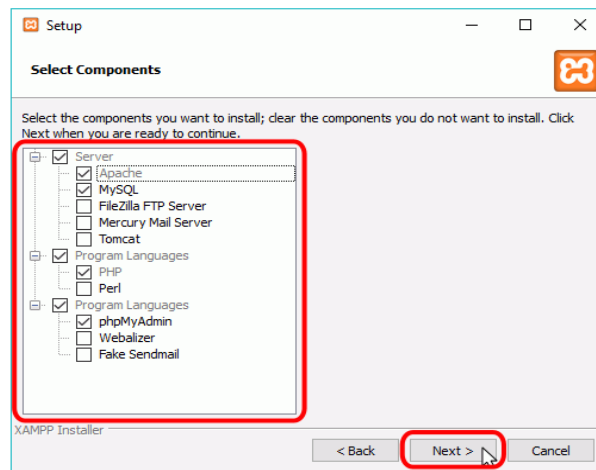 Setup
Select Components
Select the components you want to install; clear the components you do not want to install. Click
Next when you are ready to continue.
Server
Apache
MySQL
FileZilla FTP Server
Mercury Mail Server
Tomcat
Program Languages
PHP
Perl
Program Languages
phpMyAdmin
Webalizer
Fake Sendmail
XAMPP Installer
< Back Next > Cancel